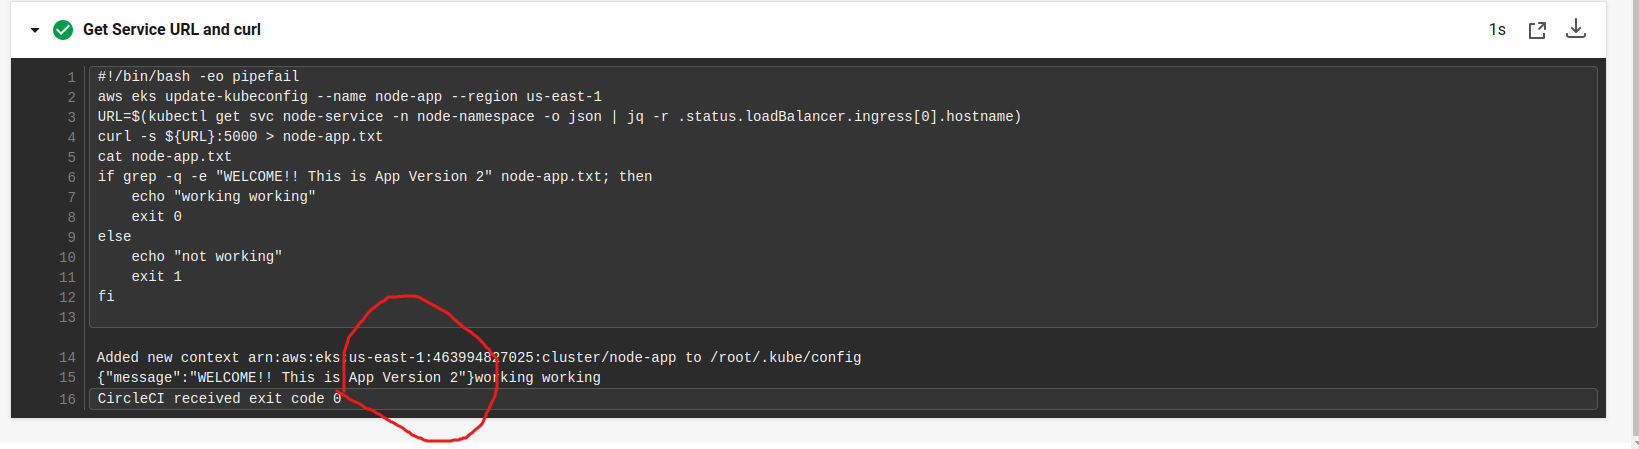 Get Service URL and curl 1s
1 #!/bin/bash -eo pipefail
2 aws eks update-kubeconfig --name node-app --region us-east-1
3 URL=$(kubectl get svc node-service -n node-namespace -o json | jq -r .status.loadBalancer.ingress[0].hostname)
4 curl -s ${URL}:5000 > node-app.txt
5 cat node-app.txt
6 if grep -q -e "WELCOME!! This is App Version 2" node-app.txt; then
7     echo "working working"
8     exit 0
9 else
10     echo "not working"
11     exit 1
12 fi
13
14 Added new context arn:aws:eks:us-east-1:463994827025:cluster/node-app to /root/.kube/config
15 {"message":"WELCOME!! This is App Version 2"}working working
16 CircleCI received exit code 0